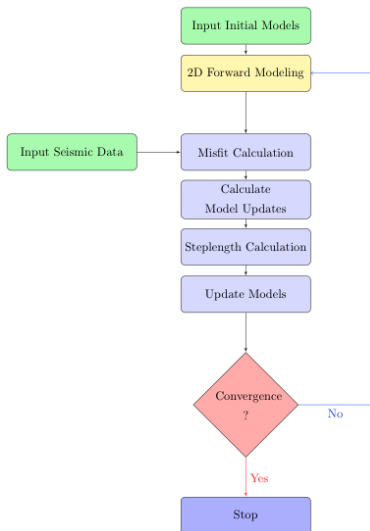 Input Initial Models
2D Forward Modeling
Input Seismic Data
Misfit Calculation
Calculate
Model Updates
Steplength Calculation
Update Models
Convergence
?
No
Yes
Stop